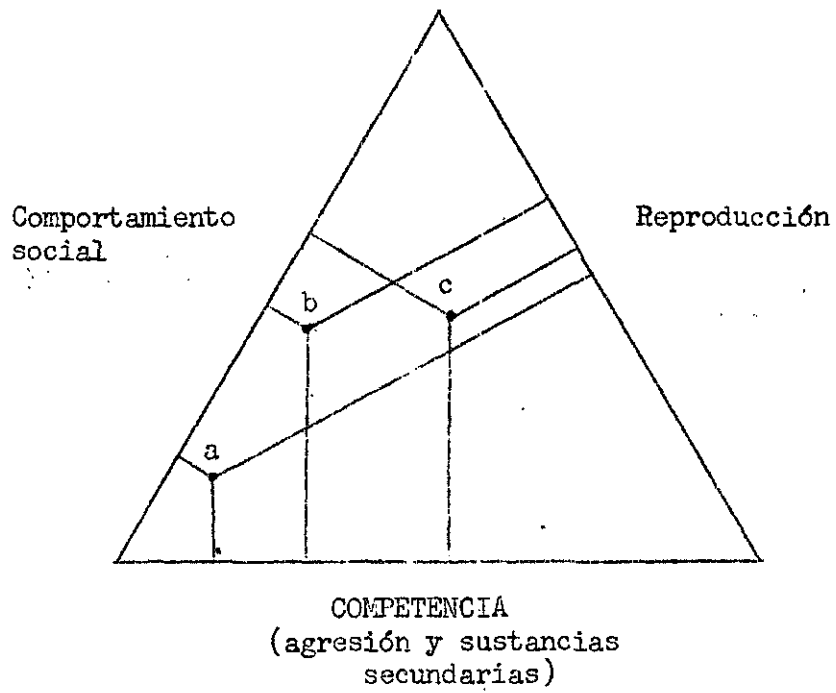 Comportamiento
social
Reproducción
b
c
a
COMPETENCIA
(agresión y sustancias
secundarias)